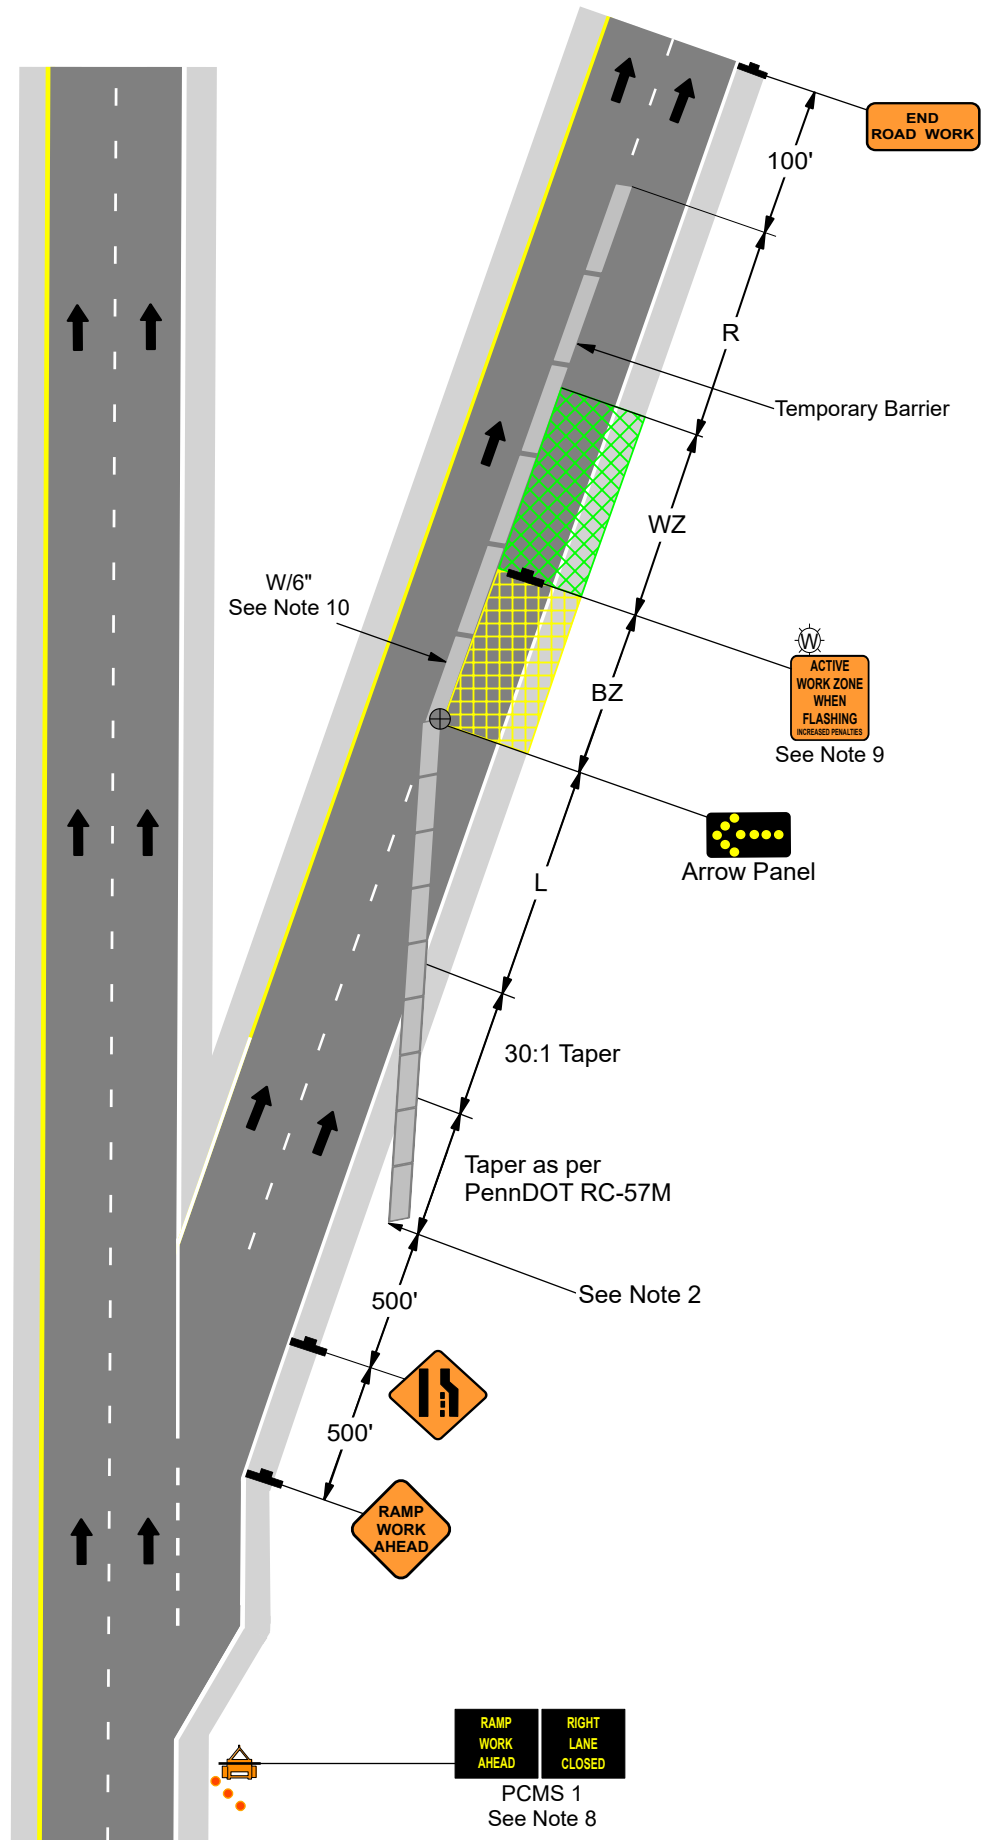 END
ROAD WORK
100'
R
Temporary Barrier
WZ
W/6"
See Note 10
W
ACTIVE
WORK ZONE
WHEN
FLASHING
INCREASED PENALTIES
See Note 9
BZ
Arrow Panel
L
30:1 Taper
Taper as per
PennDOT RC-57M
See Note 2
500'
500'
RAMP
WORK
AHEAD
RAMP
WORK
AHEAD
RIGHT
LANE
CLOSED
PCMS 1
See Note 8